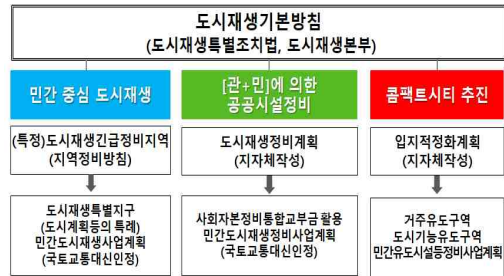 도시재생기본방침
(도시재생특별조치법, 도시재생본부)
민간 중심 도시재생
(특정)도시재생긴급정비지역
(지역정비방침)
도시재생특별지구
(도시계획등의 특례)
민간도시재생사업계획
(국토교통대신인정)
[관+민]에 의한
공공시설정비
도시재생정비계획
(지자체작성)
사회자본정비통합교부금 활용
민간도시재생정비사업계획
(국토교통대신인정)
콤팩트시티 추진
입지적정화계획
(지자체작성)
거주유도구역
도시기능유도구역
민간유도시설등정비사업계획